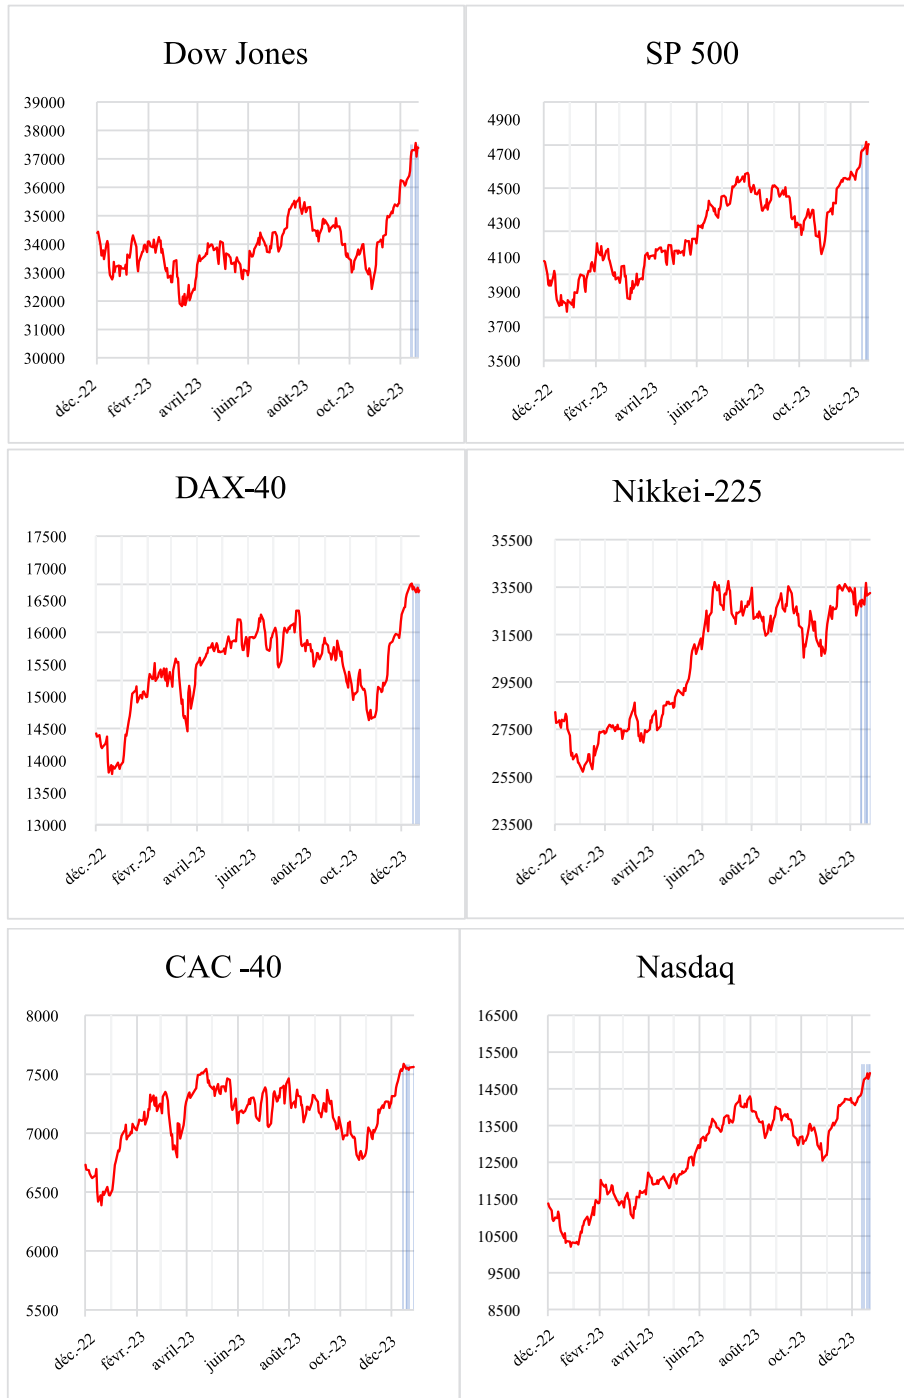 Dow Jones
39000
38000
37000
36000
35000
34000
33000
32000
31000
30000
déc.-22
févr.-23
avril-23
juin-23
août-23
oct.-23
déc-23
SP 500
4900
4700
4500
4300
4100
3900
3700
3500
déc.-22
févr.-23
avril-23
juin-23
août-23
oct.-23
déc-23
DAX-40
17500
17000
16500
16000
15500
15000
14500
14000
13500
13000
déc.-22
févr.-23
avril-23
juin-23
août-23
oct.-23
déc-23
Nikkei-225
35500
33500
31500
29500
27500
25500
23500
déc.-22
févr.-23
avril-23
juin-23
août-23
oct.-23
déc-23
CAC -40
8000
7500
7000
6500
6000
5500
déc.-22
févr.-23
avril-23
juin-23
août-23
oct.-23
déc-23
Nasdaq
16500
15500
14500
13500
12500
11500
10500
9500
8500
déc.-22
févr.-23
avril-23
juin-23
août-23
oct.-23
déc-23